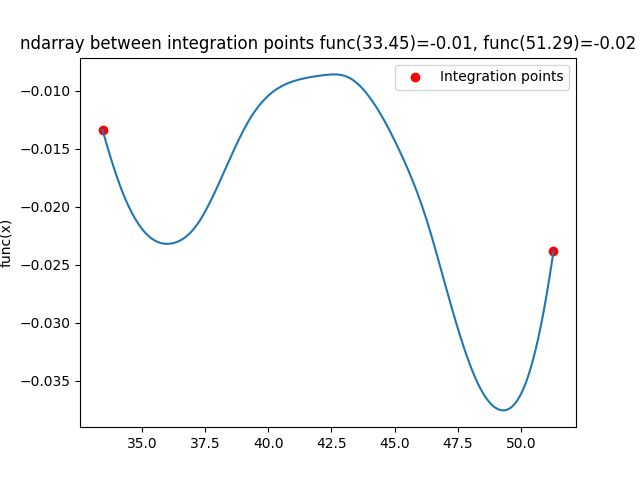 ndarray between integration points func(33.45)=-0.01, func(51.29)=-0.02
Integration points
−0.010
−0.015
−0.020
−0.025
−0.030
−0.035
func(x)
35.0 37.5 40.0 42.5 45.0 47.5 50.0